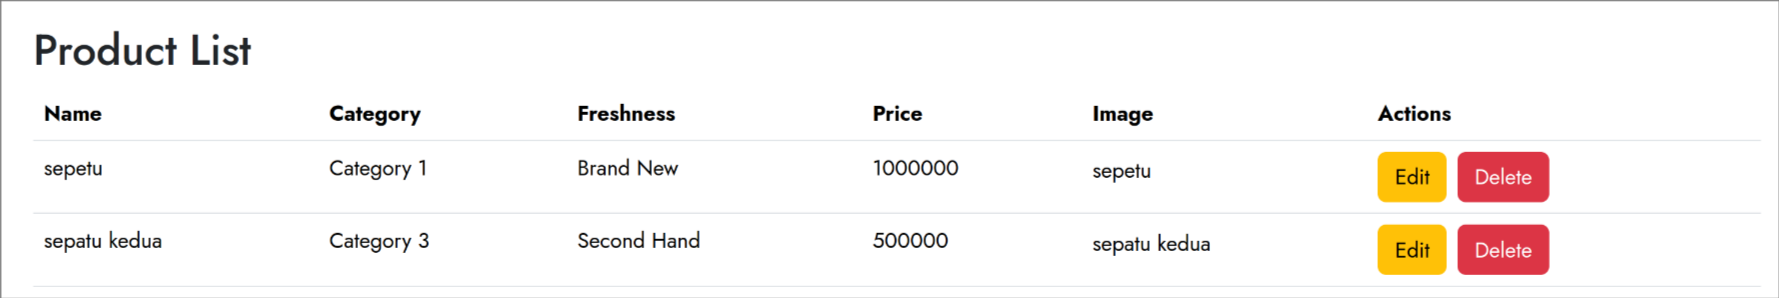 Product List
Name Category Freshness Price Image Actions
sepetu Category 1 Brand New 1000000 sepetu Edit Delete
sepatu kedua Category 3 Second Hand 500000 sepatu kedua Edit Delete